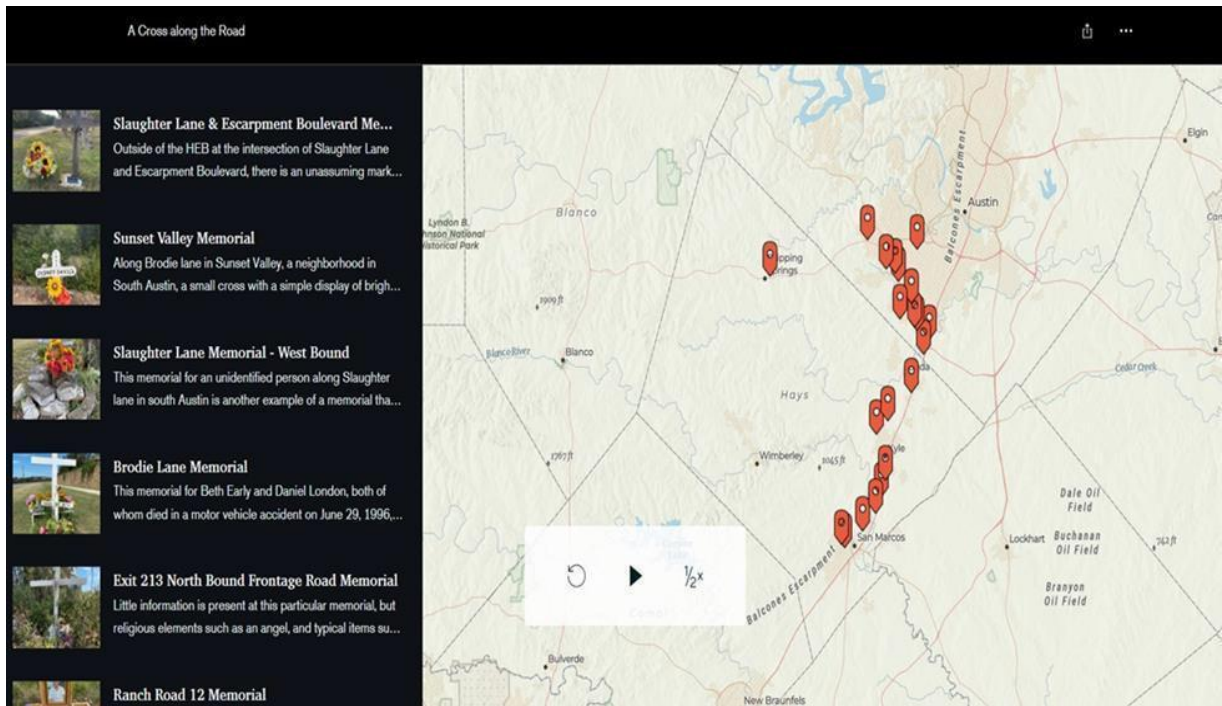 A Cross along the Road
Slaughter Lane & Escarpment Boulevard Me...
Outside of the HEB at the intersection of Slaughter Lane
and Escarpment Boulevard, there is an unassuming mark...
Sunset Valley Memorial
Along Brodie lane in Sunset Valley, a neighborhood in
South Austin, a small cross with a simple display of brigh...
Slaughter Lane Memorial - West Bound
This memorial for an unidentified person along Slaughter
lane in south Austin is another example of a memorial tha...
Brodie Lane Memorial
This memorial for Beth Early and Daniel London, both of
whom died in a motor vehicle accident on June 29, 1996,...
Exit 213 North Bound Frontage Road Memorial
Little information is present at this particular memorial, but
religious elements such as an angel, and typical items su...
Ranch Road 12 Memorial
Elgin
Austin
Balcones Escarpment
Blanco
Lyndon B.
hnson National
istorical Park
pping
rings
1909 ft
Blanco River
Blanco
da
Cedar Creek
Hays
Wimberley
1045 ft
1767 ft
yle
Dale Oil
Field
San Marcos
Lockhart
Buchanan
Oil Field
742 ft
Branyon
Oil Field
½x
Balcones Escarpment
Bulverde
New Braunfels